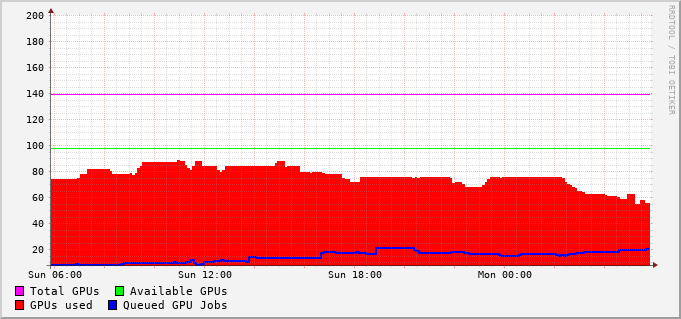 200
180
160
140
120
100
80
60
40
20
Sun 06:00 Sun 12:00 Sun 18:00 Mon 00:00
Total GPUs Available GPUs
GPUs used Queued GPU Jobs
RRDTOOL / TOBI OETIKER